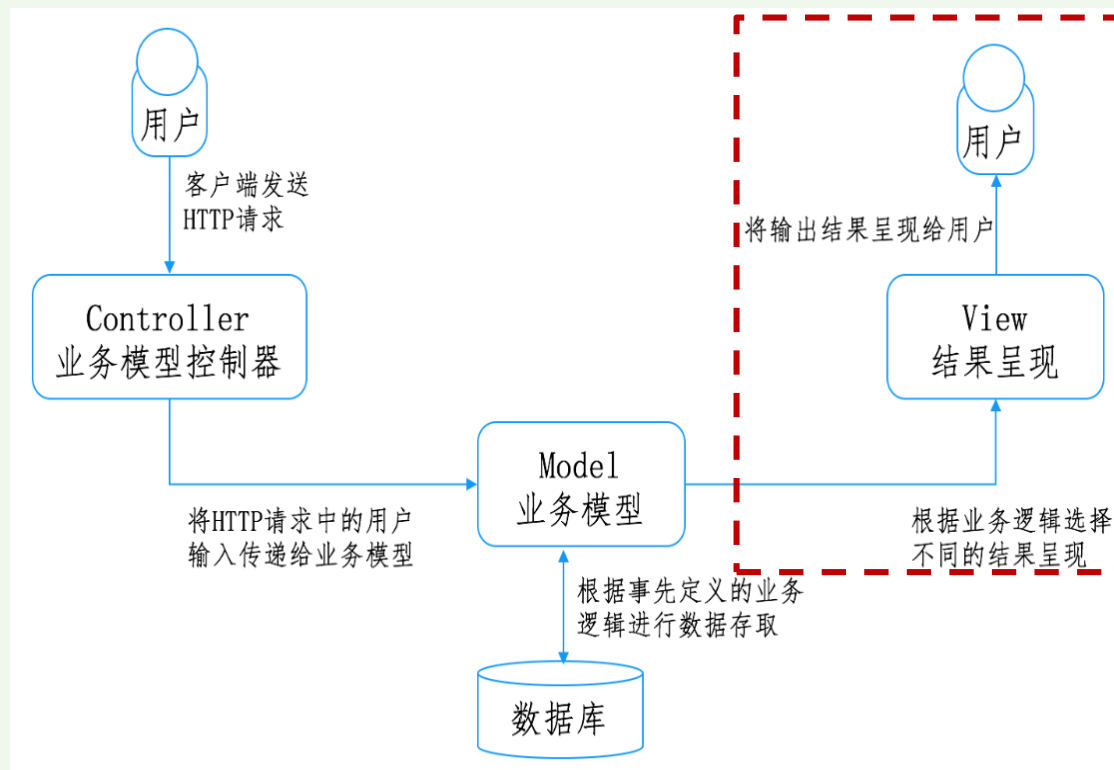 用户
客户端发送
HTTP请求
Controller
业务模型控制器
将HTTP请求中的用户
输入传递给业务模型
Model
业务模型
根据事先定义的业务
逻辑进行数据存取
数据库
用户
将输出结果呈现给用户
View
结果呈现
根据业务逻辑选择
不同的结果呈现